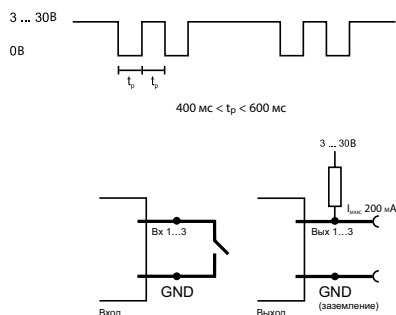 3 ... 30В
0В
tp tp
400 мс < tp < 600 мс
3 ... 30В
Iмакс 200 мА
Вх 1...3
Вых 1...3
GND
GND
(заземление)
Вход
Выход